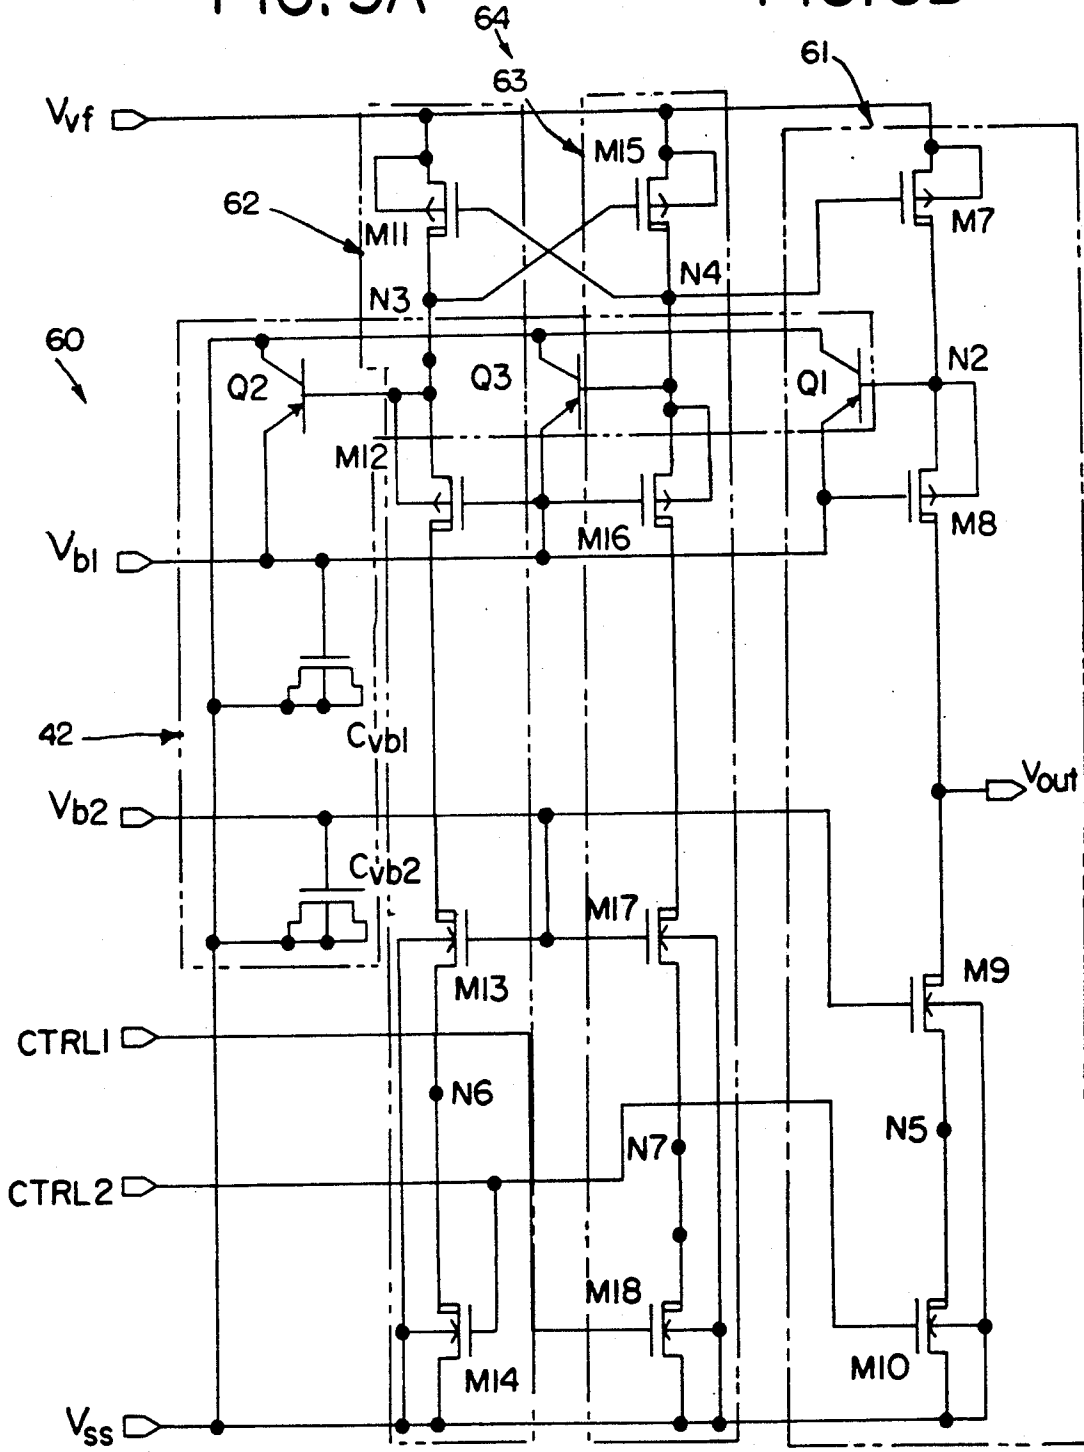 64
63
61
Vvf
M15
62
M11
M7
N3
N4
60
Q2
Q3
Q1
N2
M12
M16
M8
Vb1
42
Cvb1
Vb2
Vout
Cvb2
M17
M13
M9
CTRL1
N6
N7
N5
CTRL2
M18
M14
M10
Vss